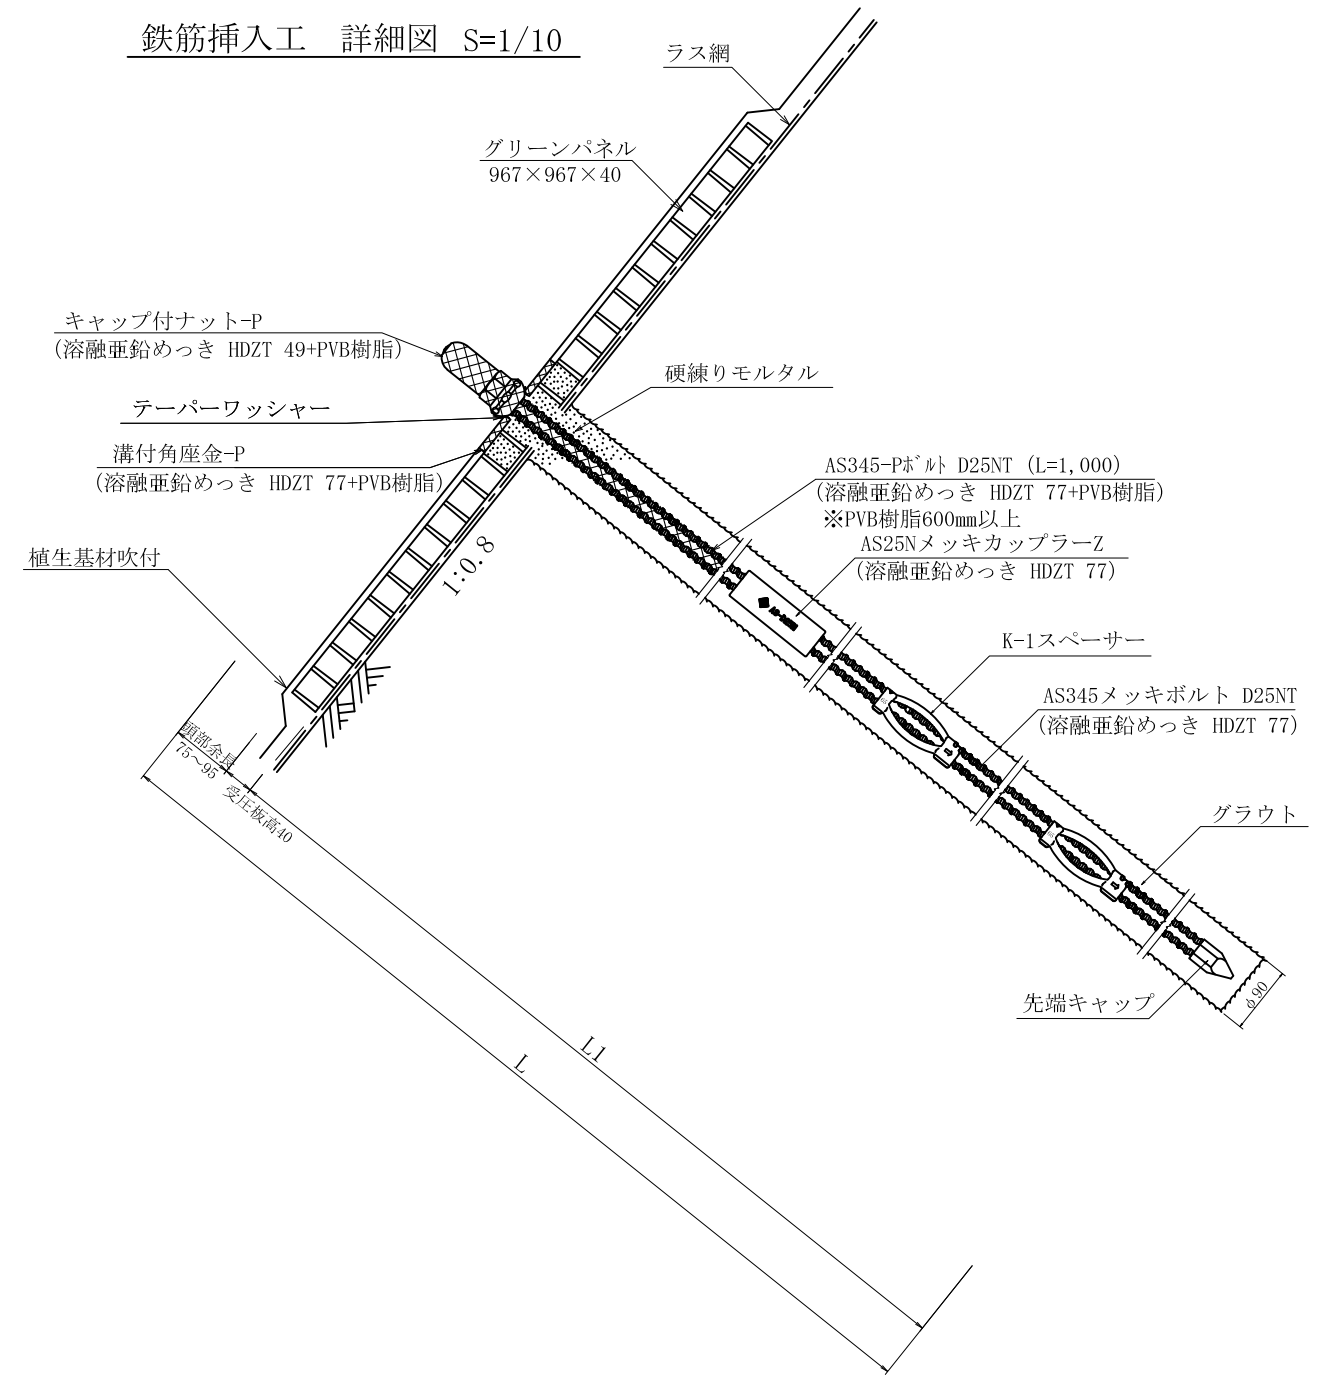 鉄筋挿入工　詳細図　S=1/10
ラス網
グリーンパネル
967×967×40
キャップ付ナット-P
(溶融亜鉛めっき HDZT 49+PVB樹脂)
硬練りモルタル
テーパーワッシャー
溝付角座金-P
(溶融亜鉛めっき HDZT 77+PVB樹脂)
AS345-Pﾎﾞﾙﾄ D25NT (L=1,000)
(溶融亜鉛めっき HDZT 77+PVB樹脂)
※PVB樹脂600mm以上
AS25NメッキカップラーZ
(溶融亜鉛めっき HDZT 77)
植生基材吹付
1:0.8
K-1スペーサー
AS345メッキボルト D25NT
(溶融亜鉛めっき HDZT 77)
頭部余長
75～95
受圧板高40
グラウト
先端キャップ
φ90
L1
L